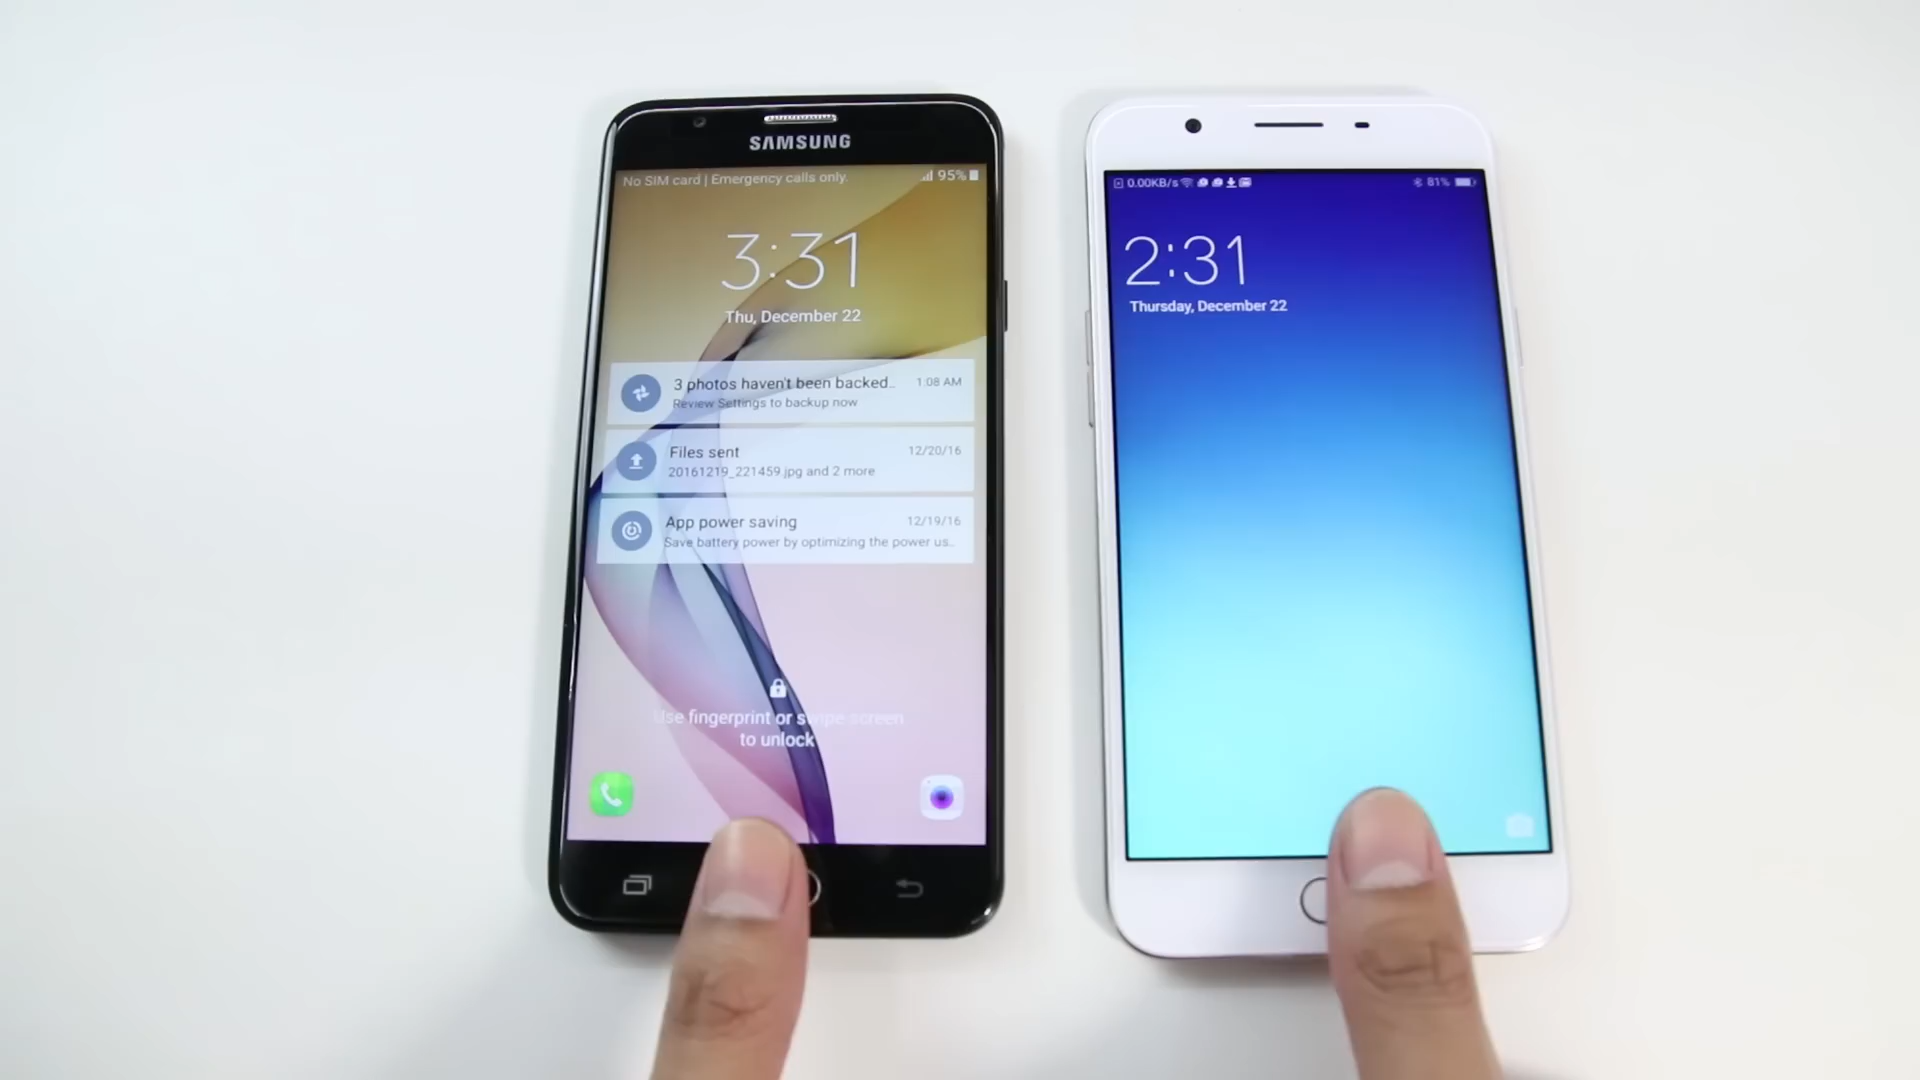 SAMSUNG
No SIM card | Emergency calls only.
95%
3:31
Thu, December 22
3 photos haven't been backed..
1:08 AM
Review Settings to backup now
Files sent
12/20/16
20161219_221459.jpg and 2 more
App power saving
12/19/16
Save battery power by optimizing the power us..
Use fingerprint or swipe screen
to unlock
0.00KB/s
81%
2:31
Thursday, December 22